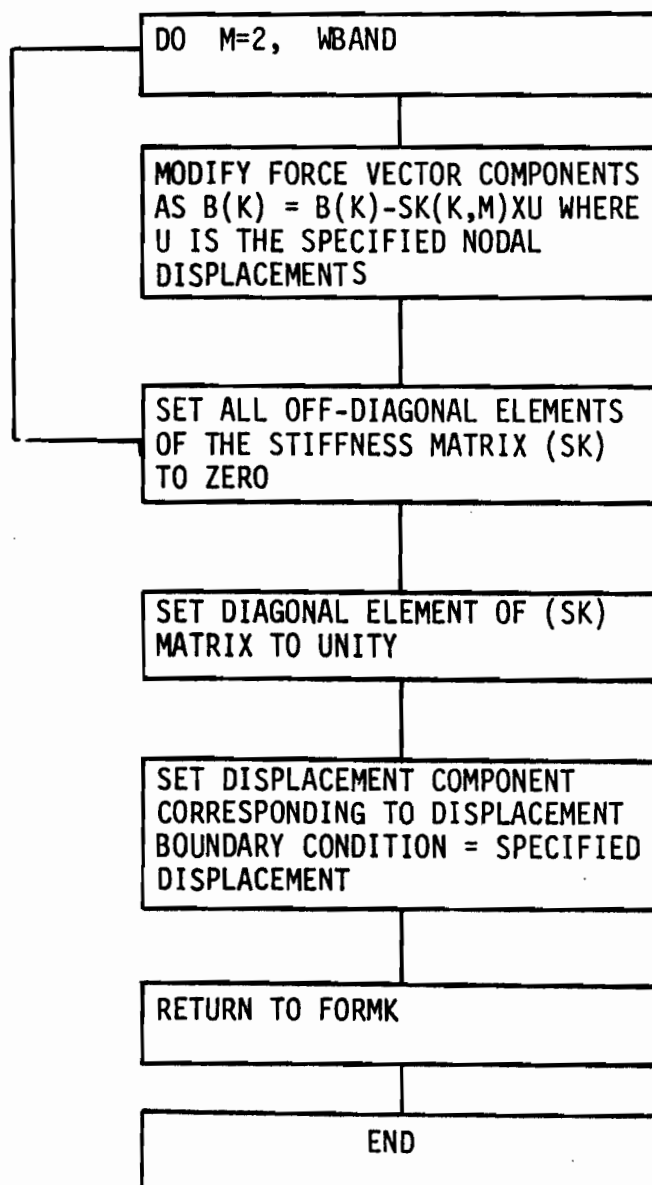 DO M=2, WBAND
MODIFY FORCE VECTOR COMPONENTS
AS B(K) = B(K)-SK(K,M)XU WHERE
U IS THE SPECIFIED NODAL
DISPLACEMENTS
SET ALL OFF-DIAGONAL ELEMENTS
OF THE STIFFNESS MATRIX (SK)
TO ZERO
SET DIAGONAL ELEMENT OF (SK)
MATRIX TO UNITY
SET DISPLACEMENT COMPONENT
CORRESPONDING TO DISPLACEMENT
BOUNDARY CONDITION = SPECIFIED
DISPLACEMENT
RETURN TO FORMK
END